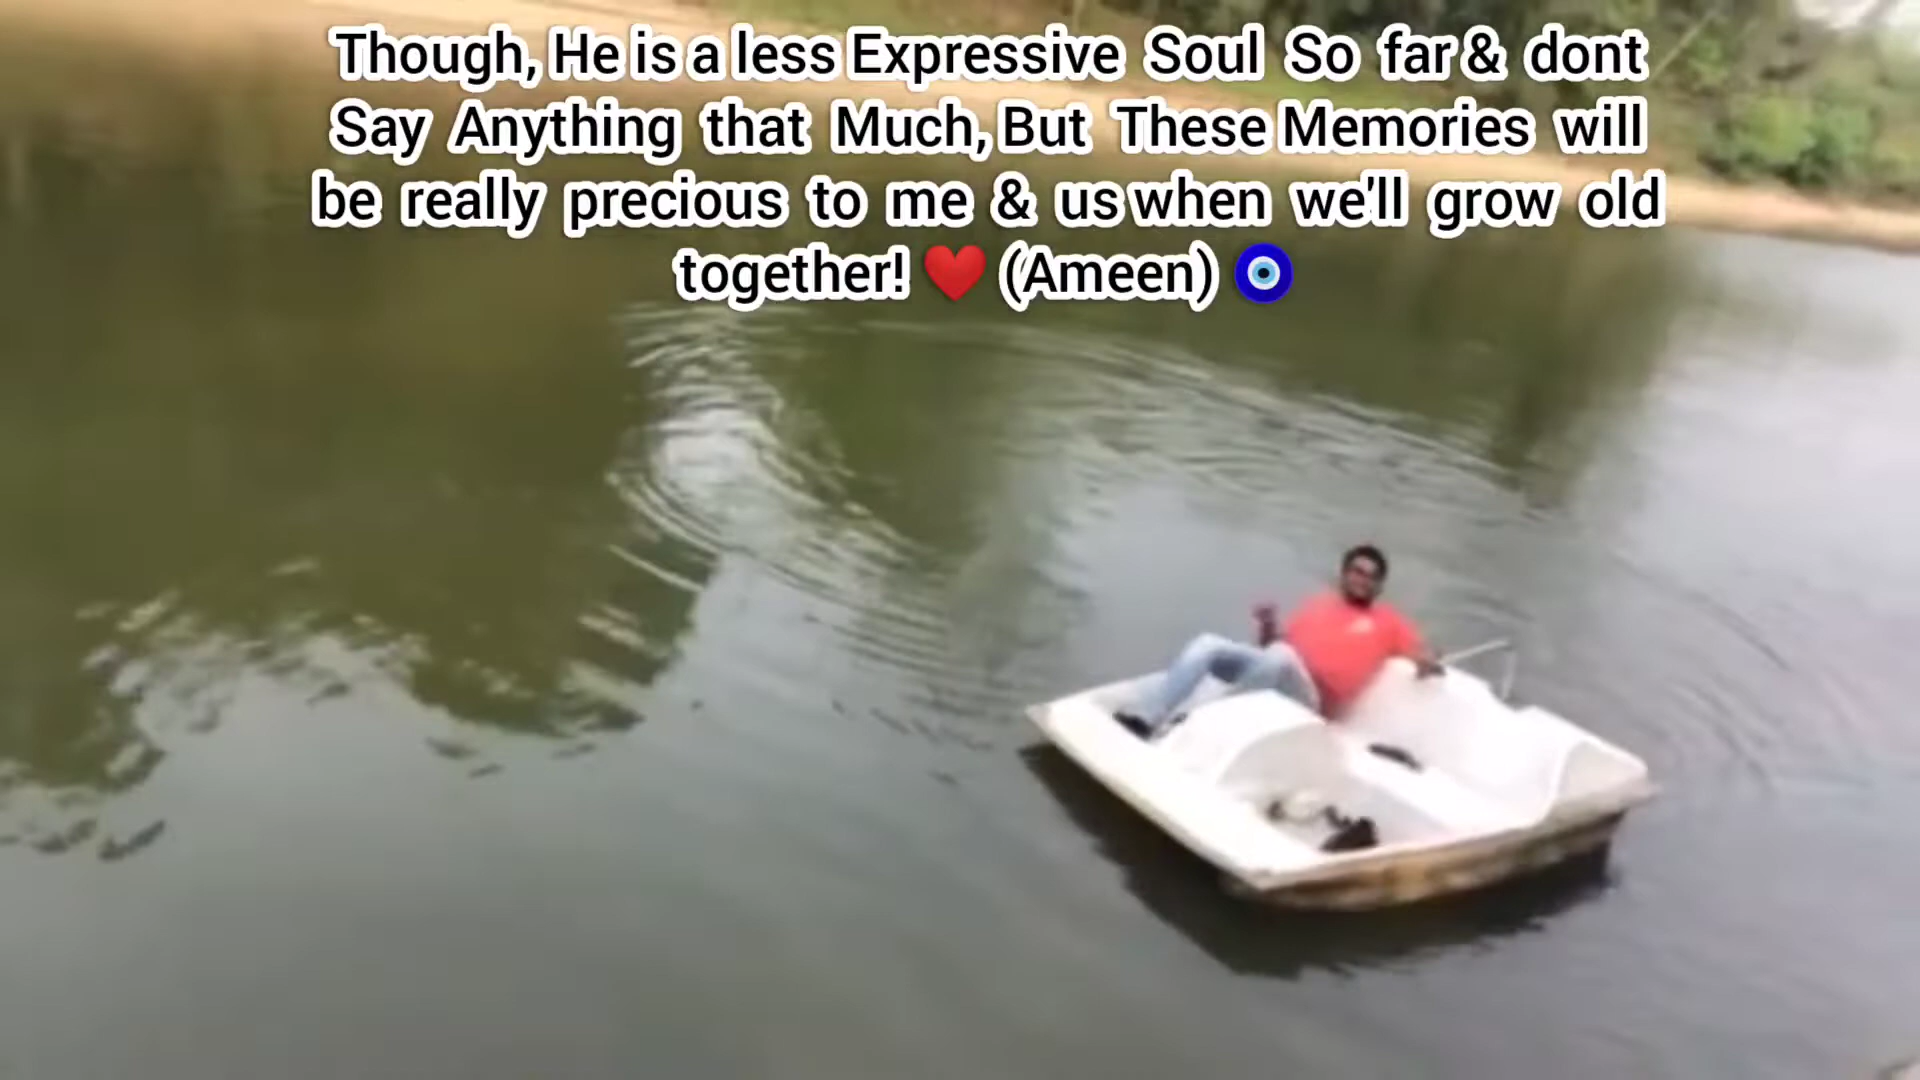 Though, He is a less Expressive Soul So far & dont
Say Anything that Much, But These Memories will
be really precious to me & us when we'll grow old
together! ❤️ (Ameen) 🧿